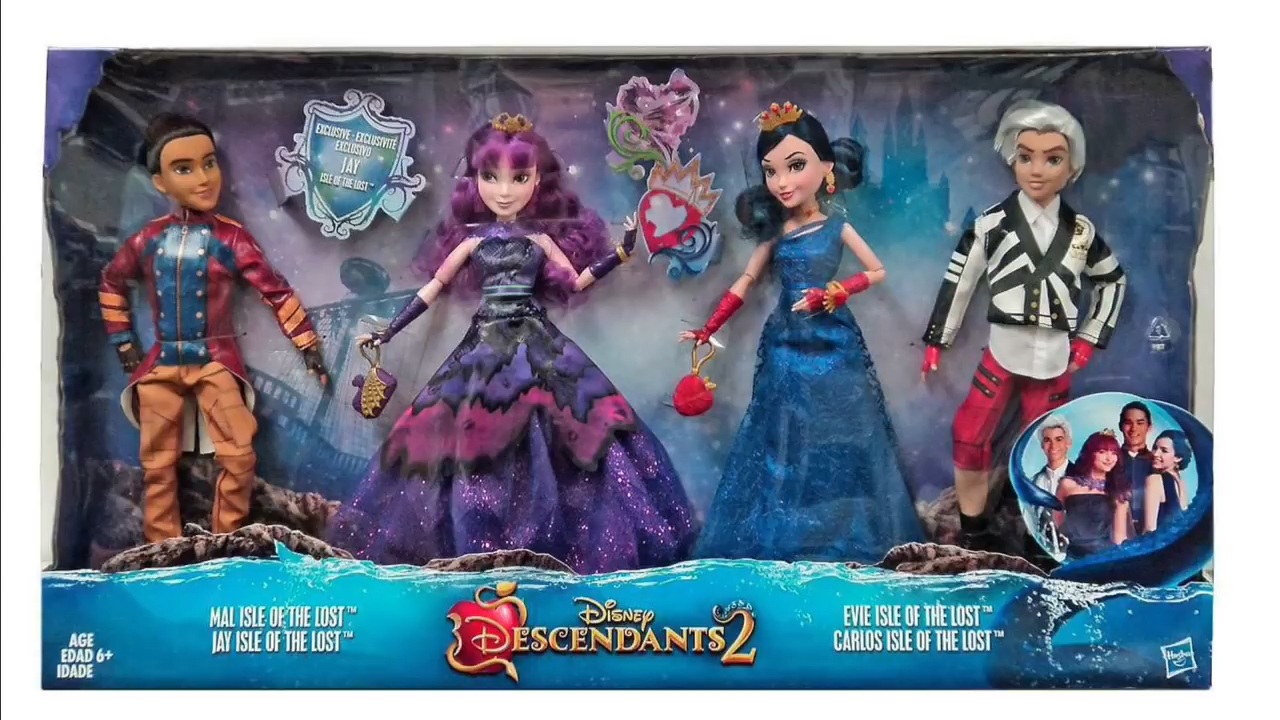 EXCLUSIVE - EXCLUSIVITÉ
EXCLUSIVO
JAY
ISLE OF THE LOST™
MAL ISLE OF THE LOST™
JAY ISLE OF THE LOST™
AGE
EDAD 6+
IDADE
DISNEY
DESCENDANTS 2
EVIE ISLE OF THE LOST™
CARLOS ISLE OF THE LOST™
Hasbro